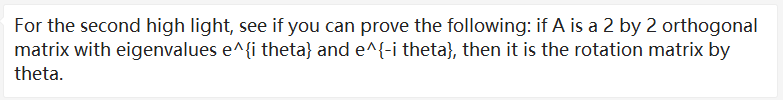 For the second high light, see if you can prove the following: if A is a 2 by 2 orthogonal
matrix with eigenvalues e^{i theta} and e^{-i theta}, then it is the rotation matrix by
theta.